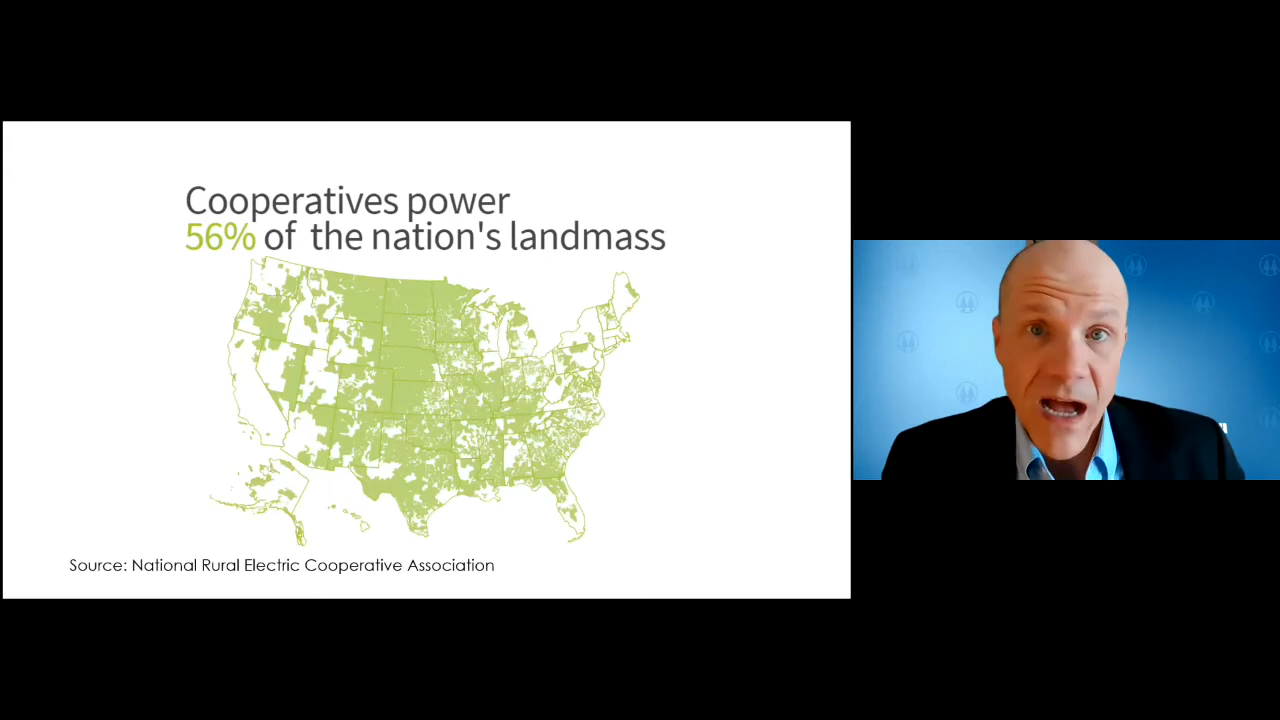 Cooperatives power
56% of the nation's landmass
Source: National Rural Electric Cooperative Association